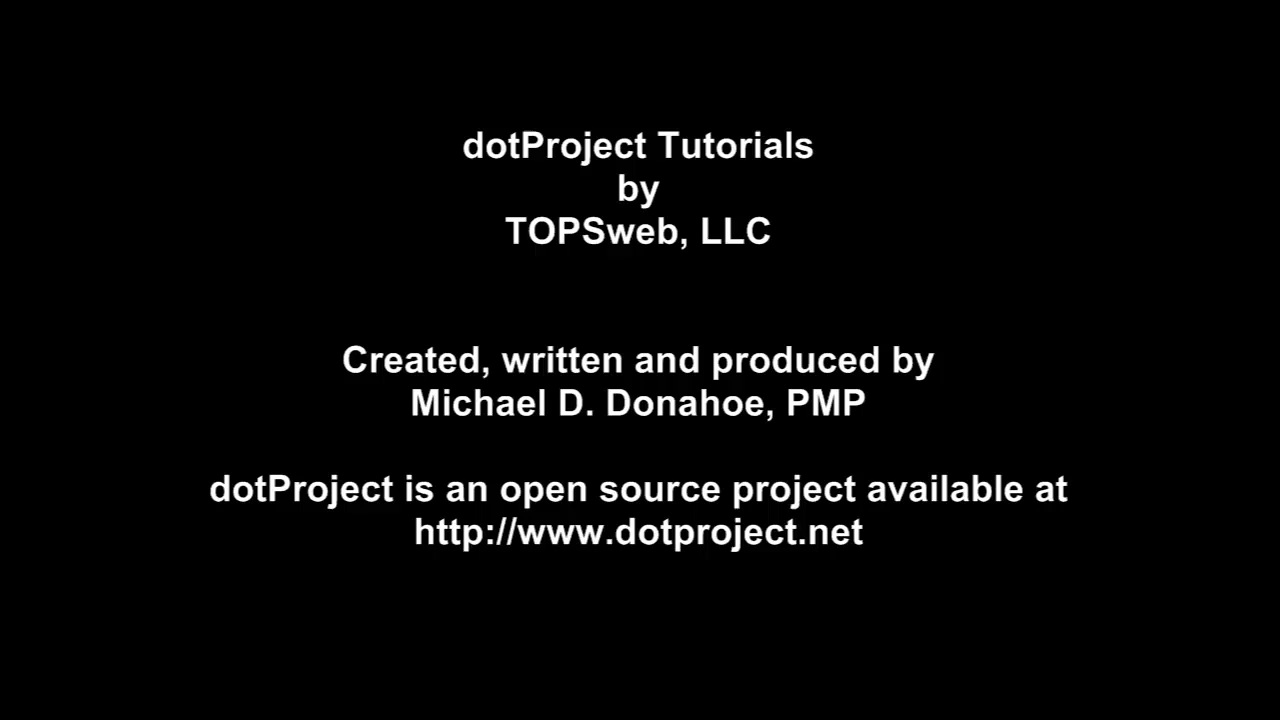 dotProject Tutorials
by
TOPSweb, LLC
Created, written and produced by
Michael D. Donahoe, PMP
dotProject is an open source project available at
http://www.dotproject.net